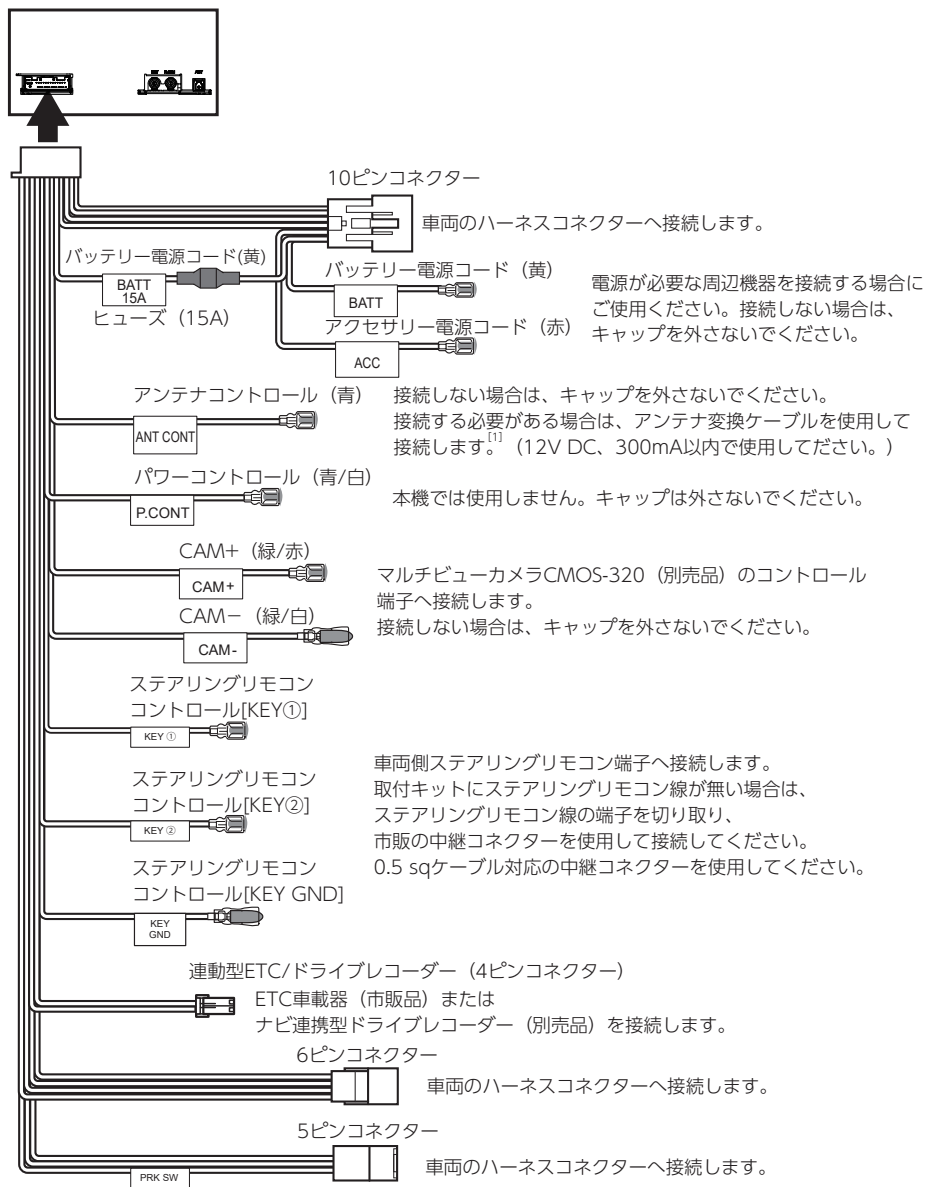 10ピンコネクター
車両のハーネスコネクターへ接続します。
バッテリー電源コード(黄)
BATT
15A
ヒューズ（15A）
バッテリー電源コード（黄）
BATT
アクセサリー電源コード（赤）
ACC
電源が必要な周辺機器を接続する場合に
ご使用ください。接続しない場合は、
キャップを外さないでください。
アンテナコントロール（青）
ANT CONT
接続しない場合は、キャップを外さないでください。
接続する必要がある場合は、アンテナ変換ケーブルを使用して
接続します。[1]（12V DC、300mA以内で使用してださい。）
パワーコントロール（青/白）
P.CONT
本機では使用しません。キャップは外さないでください。
CAM+（緑/赤）
CAM+
CAM−（緑/白）
CAM-
マルチビューカメラCMOS-320（別売品）のコントロール
端子へ接続します。
接続しない場合は、キャップを外さないでください。
ステアリングリモコン
コントロール[KEY①]
KEY ①
ステアリングリモコン
コントロール[KEY②]
KEY ②
ステアリングリモコン
コントロール[KEY GND]
KEY
GND
車両側ステアリングリモコン端子へ接続します。
取付キットにステアリングリモコン線が無い場合は、
ステアリングリモコン線の端子を切り取り、
市販の中継コネクターを使用して接続してください。
0.5 sqケーブル対応の中継コネクターを使用してください。
連動型ETC/ドライブレコーダー（4ピンコネクター）
ETC車載器（市販品）または
ナビ連携型ドライブレコーダー（別売品）を接続します。
6ピンコネクター
車両のハーネスコネクターへ接続します。
5ピンコネクター
車両のハーネスコネクターへ接続します。
PRK SW